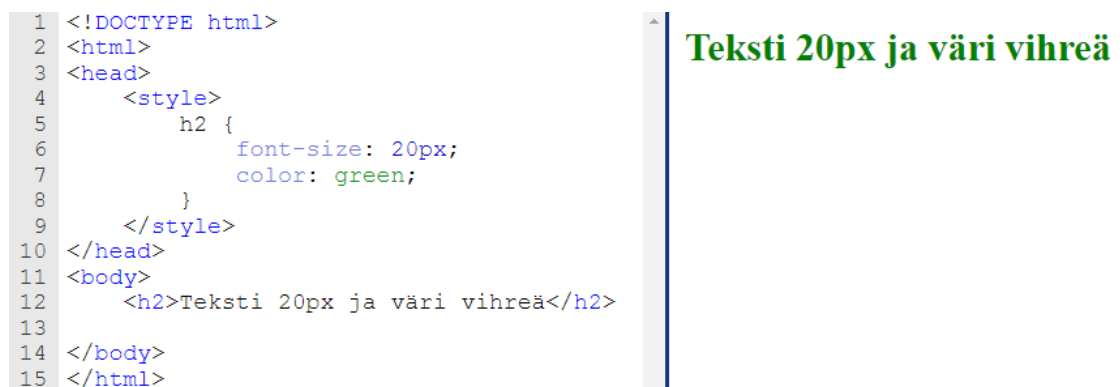 1 <!DOCTYPE html>
2 <html>
3 <head>
4 <style>
5 h2 {
6 font-size: 20px;
7 color: green;
8 }
9 </style>
10 </head>
11 <body>
12 <h2>Teksti 20px ja väri vihreä</h2>
13
14 </body>
15 </html>
Teksti 20px ja väri vihreä